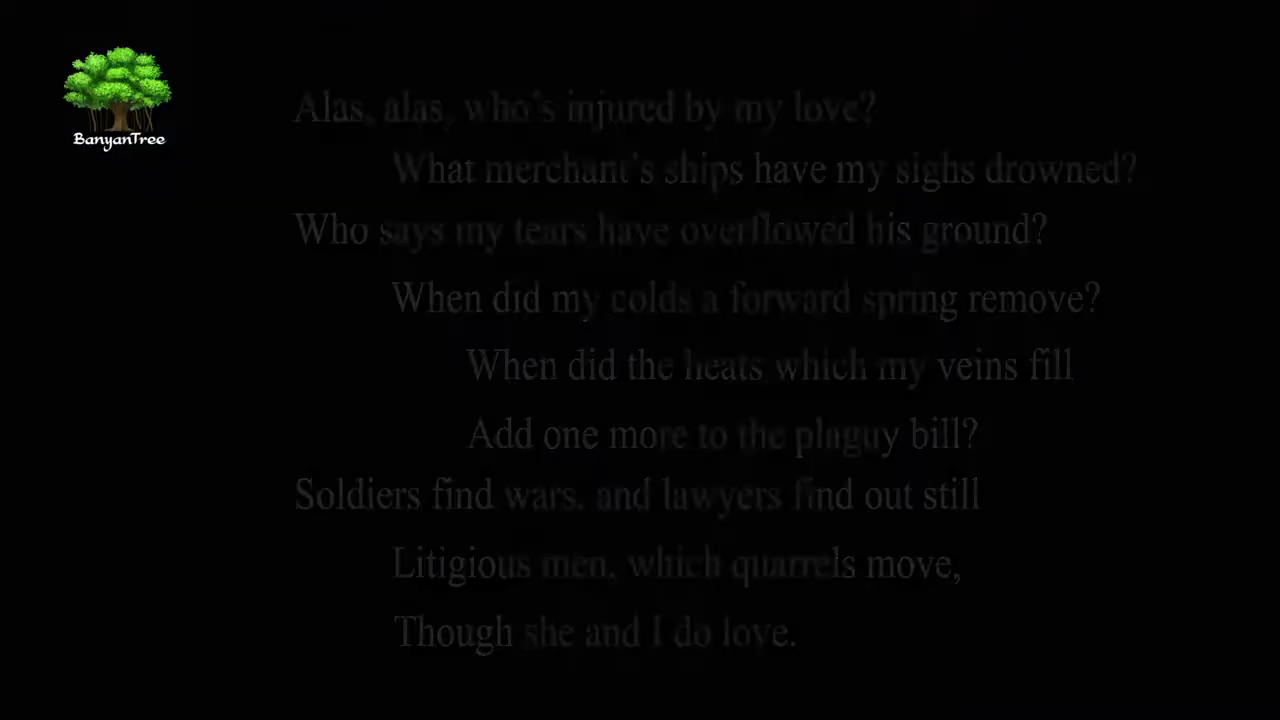 BanyanTree
Alas, alas, who's injured by my love?
What merchant's ships have my sighs drowned?
Who says my tears have overflowed his ground?
When did my colds a forward spring remove?
When did the heats which my veins fill
Add one more to the plaguy bill?
Soldiers find wars, and lawyers find out still
Litigious men, which quarrels move,
Though she and I do love.